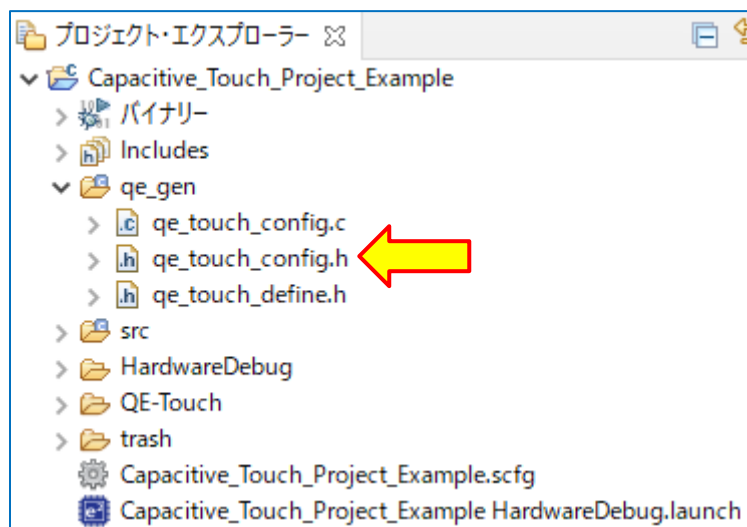 プロジェクト・エクスプローラー
Capacitive_Touch_Project_Example
バイナリー
Includes
qe_gen
qe_touch_config.c
qe_touch_config.h
qe_touch_define.h
src
HardwareDebug
QE-Touch
trash
Capacitive_Touch_Project_Example.scfg
Capacitive_Touch_Project_Example HardwareDebug.launch